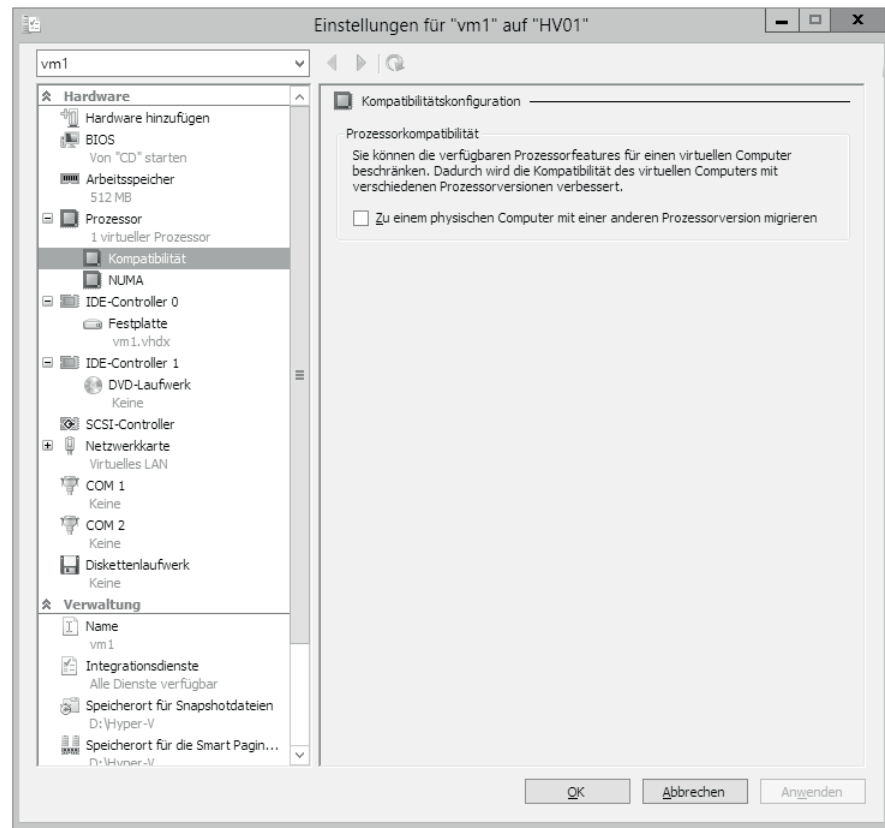 Einstellungen für "vm1" auf "HV01"
vm1
Hardware
Hardware hinzufügen
BIOS
Von "CD" starten
Arbeitsspeicher
512 MB
Prozessor
1 virtueller Prozessor
Kompatibilität
NUMA
IDE-Controller 0
Festplatte
vm1.vhdx
IDE-Controller 1
DVD-Laufwerk
Keine
SCSI-Controller
Netzwerkkarte
Virtuelles LAN
COM 1
Keine
COM 2
Keine
Diskettenlaufwerk
Keine
Verwaltung
Name
vm1
Integrationsdienste
Alle Dienste verfügbar
Speicherort für Snapshotdateien
D:\Hyper-V
Speicherort für die Smart Pagin...
D:\Hyper-V
Kompatibilitätskonfiguration
Prozessorkompatibilität
Sie können die verfügbaren Prozessorfeatures für einen virtuellen Computer
beschränken. Dadurch wird die Kompatibilität des virtuellen Computers mit
verschiedenen Prozessorversionen verbessert.
Zu einem physischen Computer mit einer anderen Prozessorversion migrieren
OK
Abbrechen
Anwenden